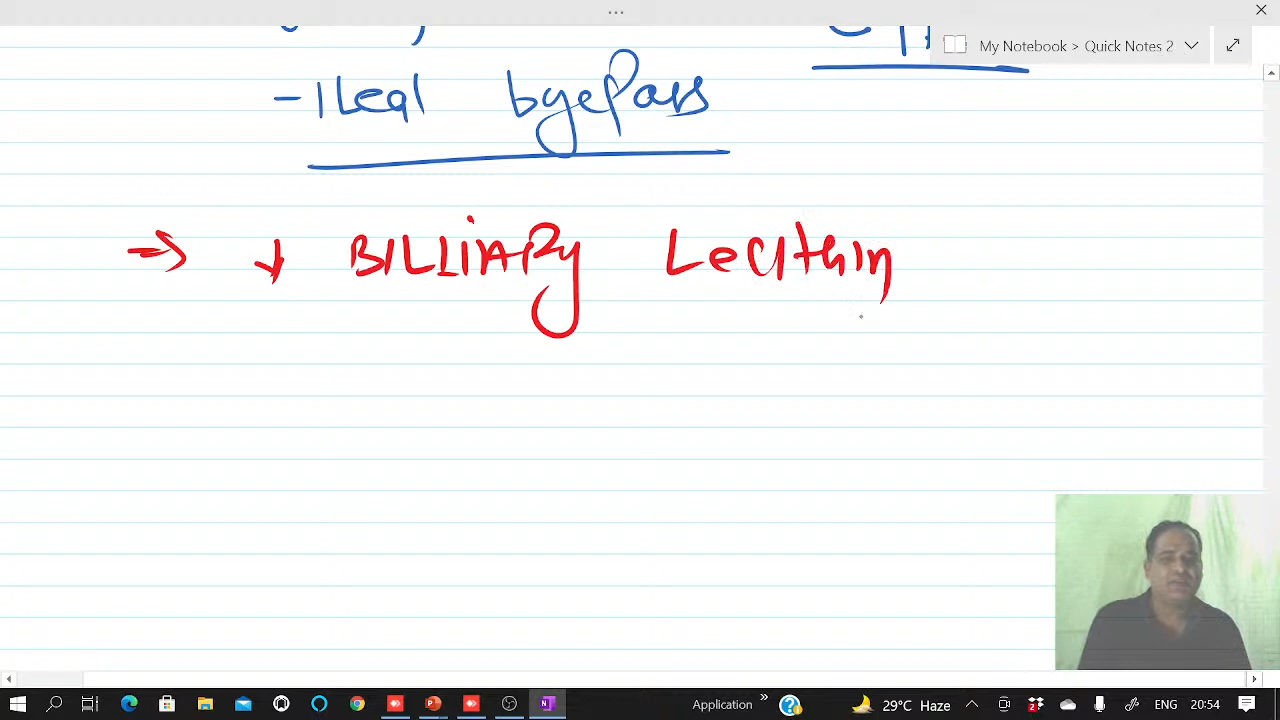 My Notebook > Quick Notes 2
- Ileal byePass
⇒ ↓ BILLiARy Lecithin
Application
29°C Haze
ENG
20:54